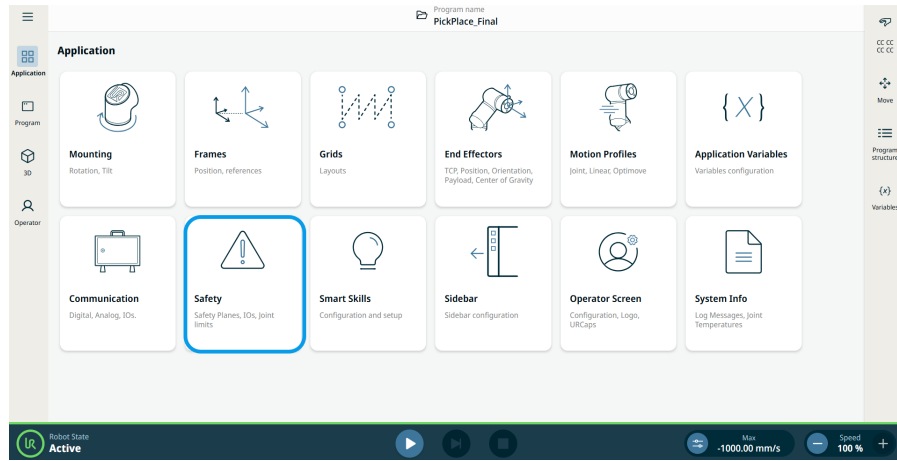 Program name
PickPlace_Final
Application
Application
Program
3D
Operator
Mounting
Rotation, Tilt
Frames
Position, references
Grids
Layouts
End Effectors
TCP, Position, Orientation,
Payload, Center of Gravity
Motion Profiles
Joint, Linear, Optimove
Application Variables
Variables configuration
Communication
Digital, Analog, IOs.
Safety
Safety Planes, IOs, Joint
limits
Smart Skills
Configuration and setup
Sidebar
Sidebar configuration
Operator Screen
Configuration, Logo,
URCaps
System Info
Log Messages, Joint
Temperatures
CC CC
CC CC
Move
Program
structure
{x}
Variables
Robot State
Active
Max
-1000.00 mm/s
Speed
100 %